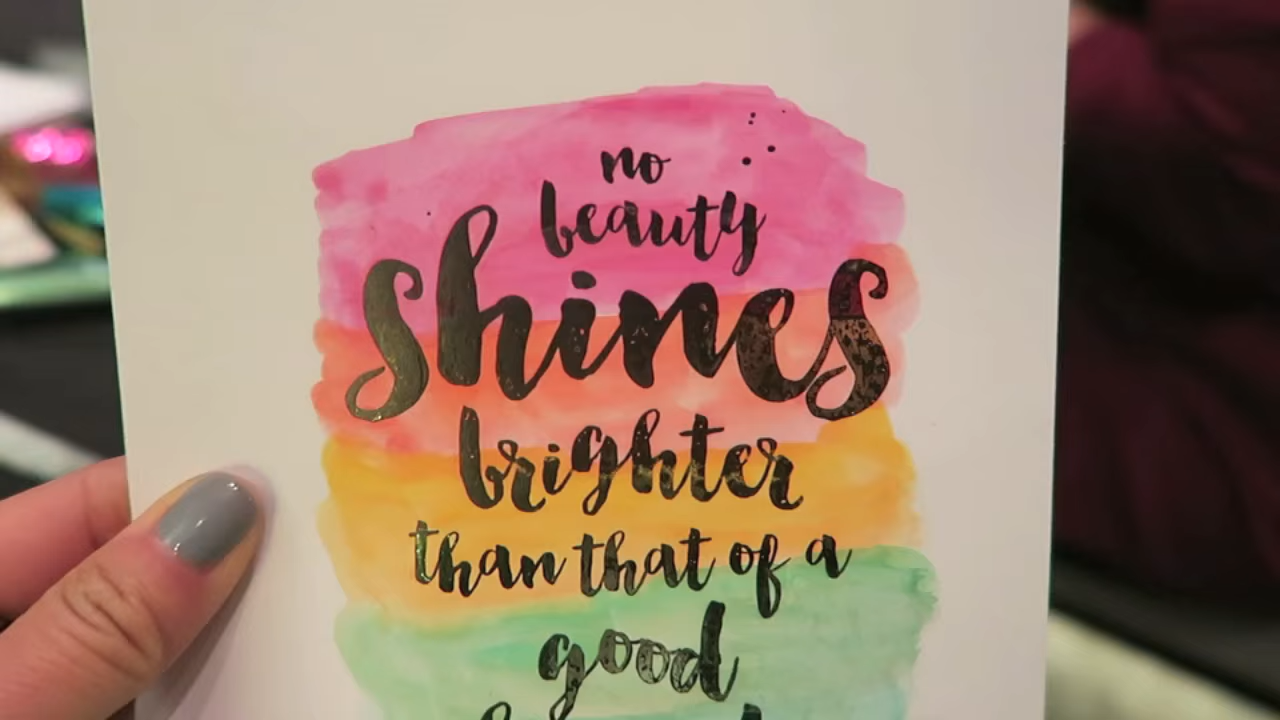 no
beauty
shines
brighter
than that of a
good